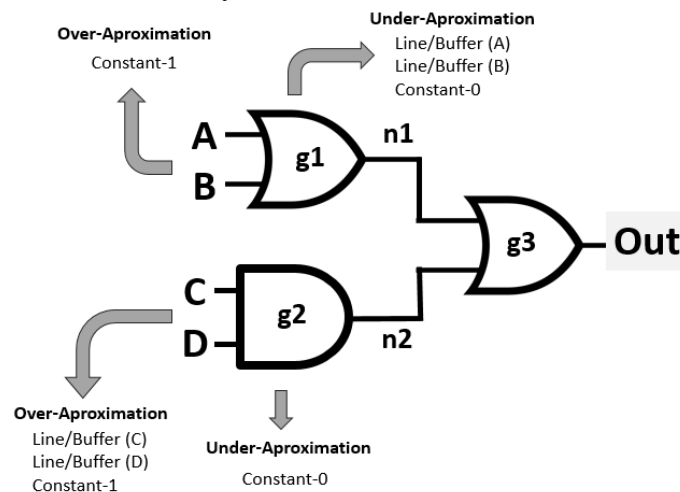 Over-Aproximation
Constant-1
Under-Aproximation
Line/Buffer (A)
Line/Buffer (B)
Constant-0
A
B
g1
n1
g3
Out
C
D
g2
n2
Over-Aproximation
Line/Buffer (C)
Line/Buffer (D)
Constant-1
Under-Aproximation
Constant-0